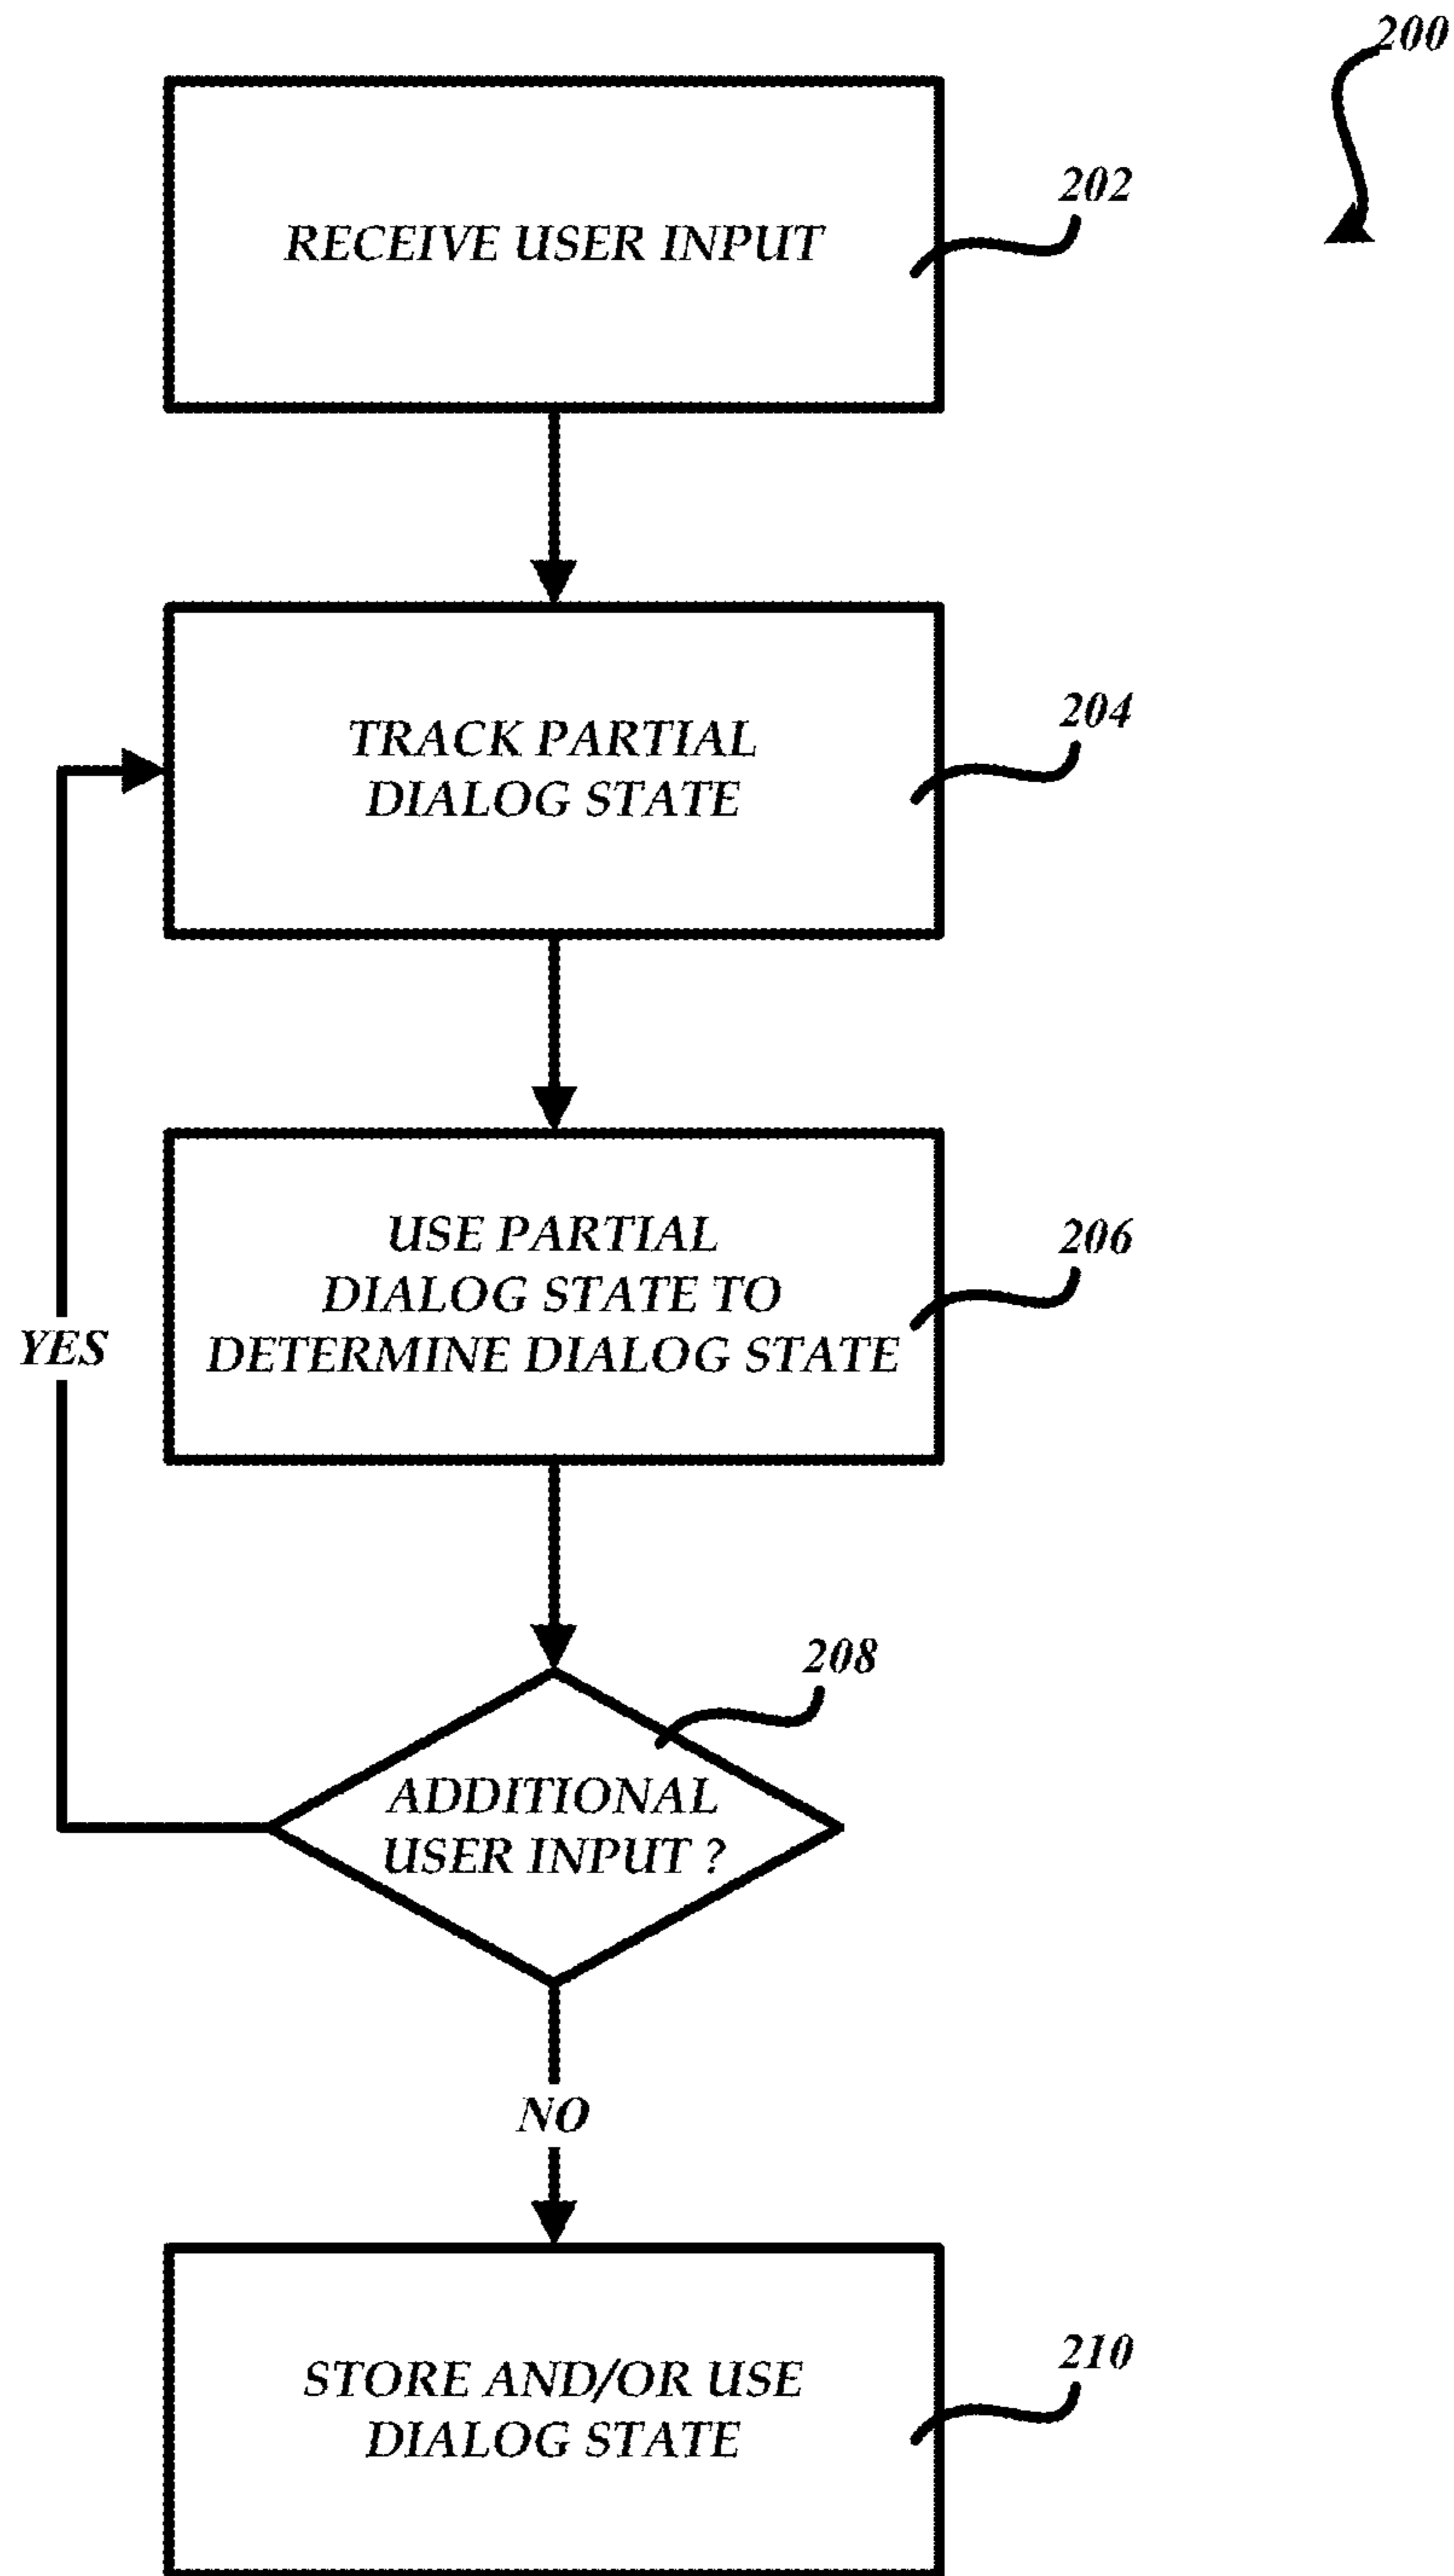 200
RECEIVE USER INPUT
202
TRACK PARTIAL
DIALOG STATE
204
USE PARTIAL
DIALOG STATE TO
DETERMINE DIALOG STATE
206
YES
208
ADDITIONAL
USER INPUT ?
NO
STORE AND/OR USE
DIALOG STATE
210